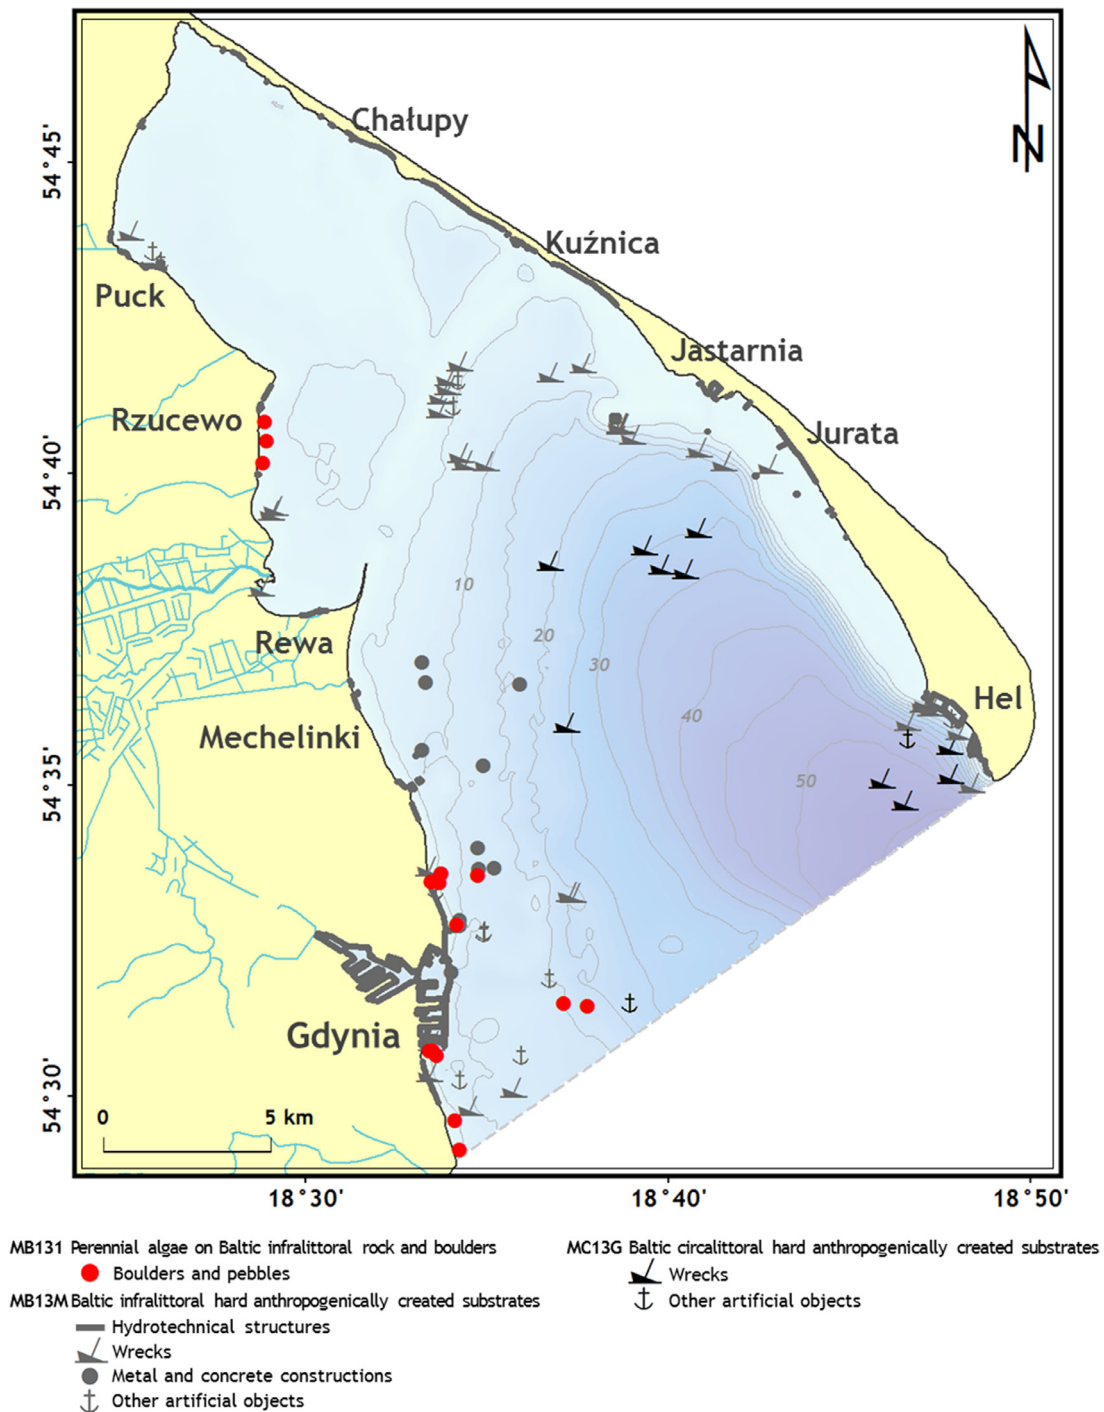 N
54°45'
54°40'
54°35'
54°30'
Chałupy
Kuźnica
Puck
Jastarnia
Rzucewo
Jurata
10
20
30
Rewa
Hel
40
Mechelinki
50
Gdynia
0 5 km
18°30' 18°40' 18°50'
MB131 Perennial algae on Baltic infralittoral rock and boulders
Boulders and pebbles
MB13M Baltic infralittoral hard anthropogenically created substrates
Hydrotechnical structures
Wrecks
Metal and concrete constructions
Other artificial objects
MC13G Baltic circalittoral hard anthropogenically created substrates
Wrecks
Other artificial objects